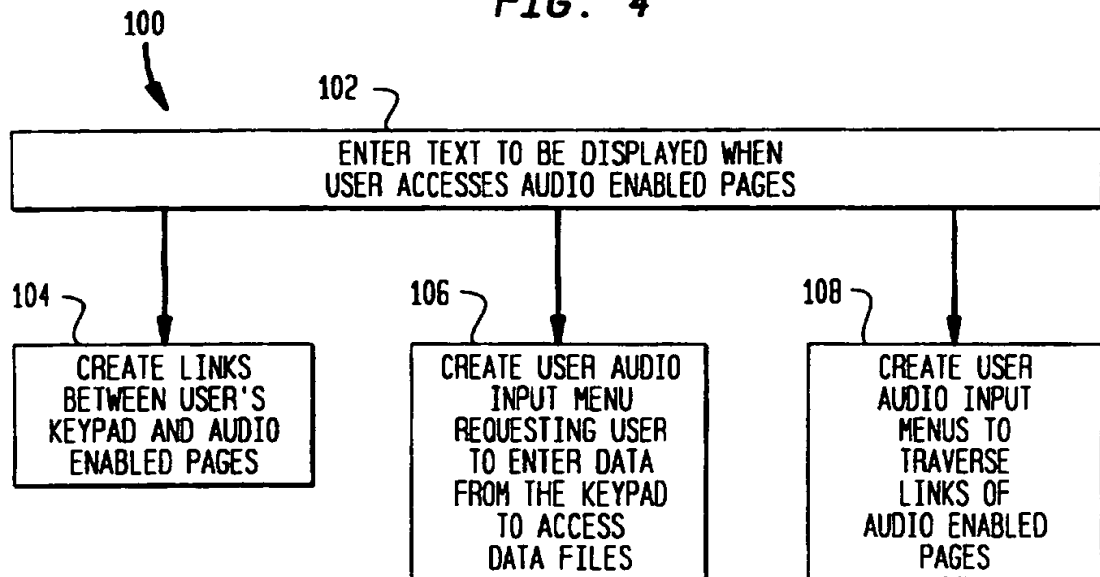 FIG. 4
100
102
ENTER TEXT TO BE DISPLAYED WHEN
USER ACCESSES AUDIO ENABLED PAGES
104
CREATE LINKS
BETWEEN USER'S
KEYPAD AND AUDIO
ENABLED PAGES
106
CREATE USER AUDIO
INPUT MENU
REQUESTING USER
TO ENTER DATA
FROM THE KEYPAD
TO ACCESS
DATA FILES
108
CREATE USER
AUDIO INPUT
MENUS TO
TRAVERSE
LINKS OF
AUDIO ENABLED
PAGES